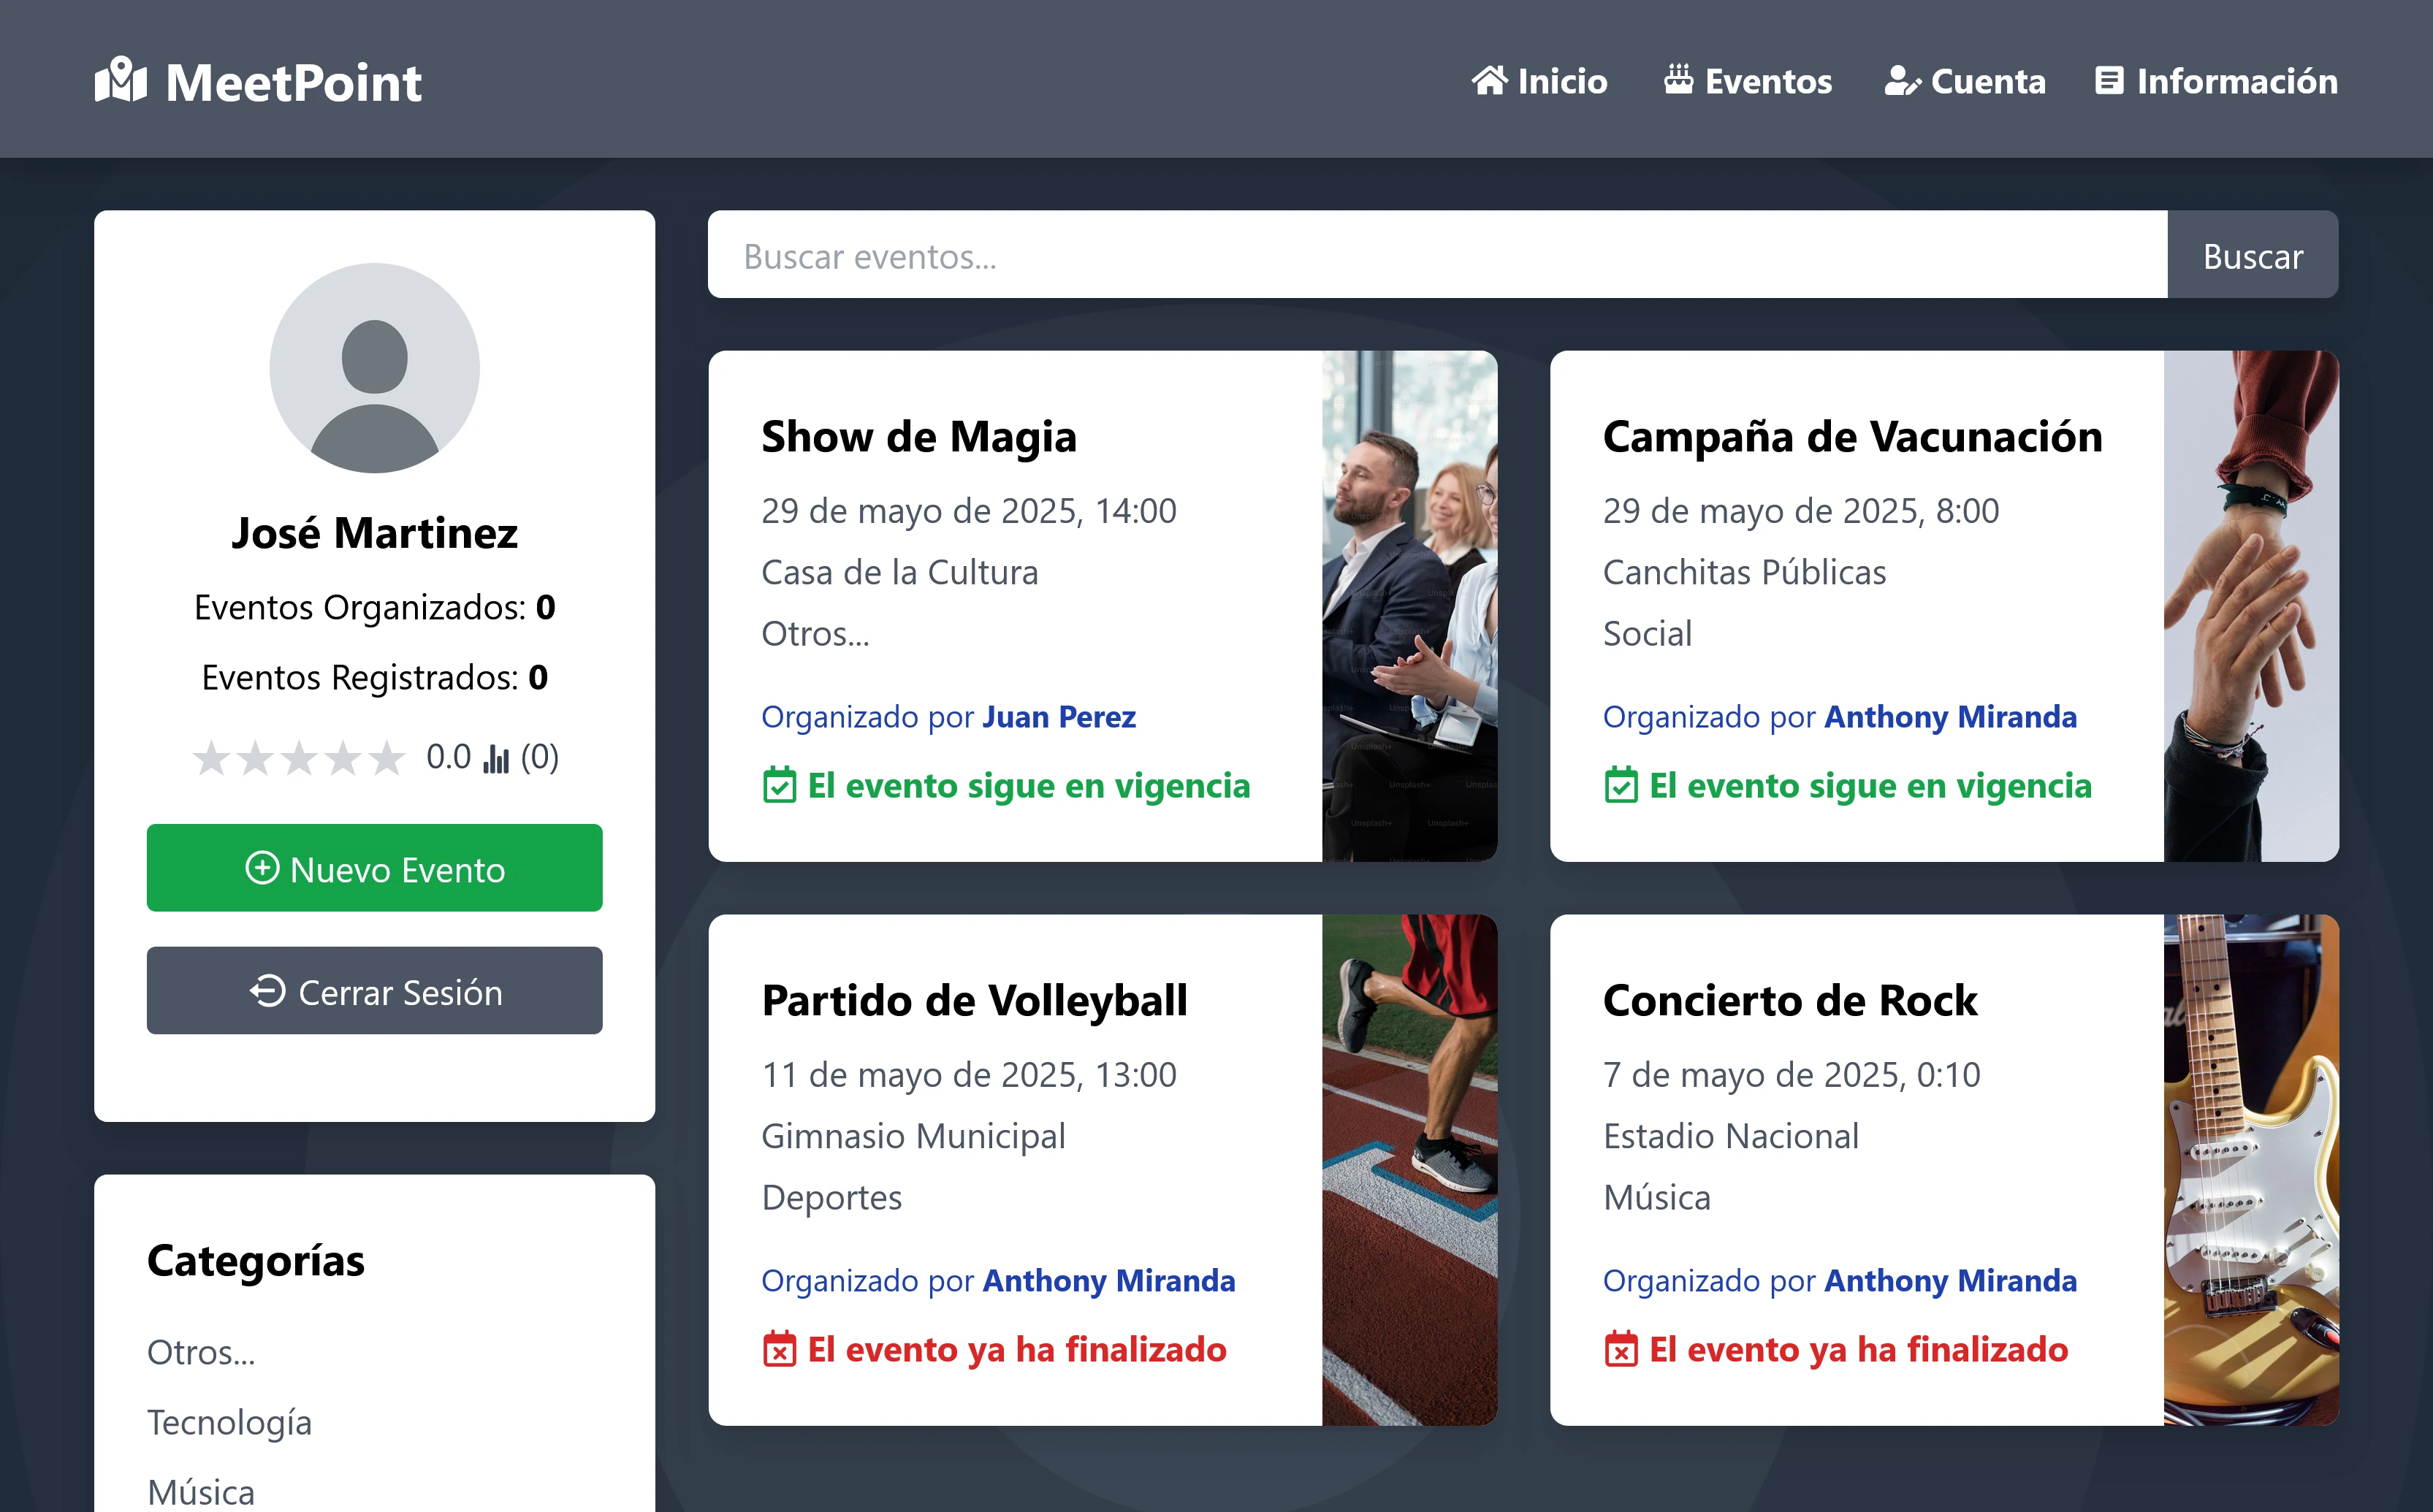 MeetPoint
Inicio
Eventos
Cuenta
Información
José Martinez
Eventos Organizados: 0
Eventos Registrados: 0
0.0 (0)
Nuevo Evento
Cerrar Sesión
Categorías
Otros...
Tecnología
Música
Buscar eventos...
Buscar
Show de Magia
29 de mayo de 2025, 14:00
Casa de la Cultura
Otros...
Organizado por Juan Perez
El evento sigue en vigencia
Campaña de Vacunación
29 de mayo de 2025, 8:00
Canchitas Públicas
Social
Organizado por Anthony Miranda
El evento sigue en vigencia
Partido de Volleyball
11 de mayo de 2025, 13:00
Gimnasio Municipal
Deportes
Organizado por Anthony Miranda
El evento ya ha finalizado
Concierto de Rock
7 de mayo de 2025, 0:10
Estadio Nacional
Música
Organizado por Anthony Miranda
El evento ya ha finalizado